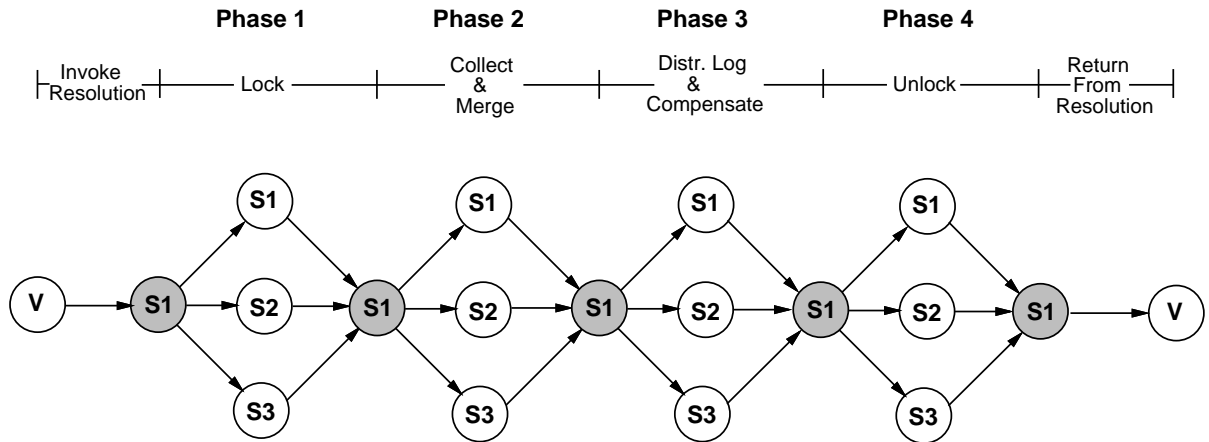 Phase 1 Phase 2 Phase 3 Phase 4
Invoke
Resolution
Lock
Collect
&
Merge
Distr. Log
&
Compensate
Unlock
Return
From
Resolution
S1 S1 S1 S1
V S1 S2 S1 S2 S1 S2 S1 S2 S1 V
S3 S3 S3 S3